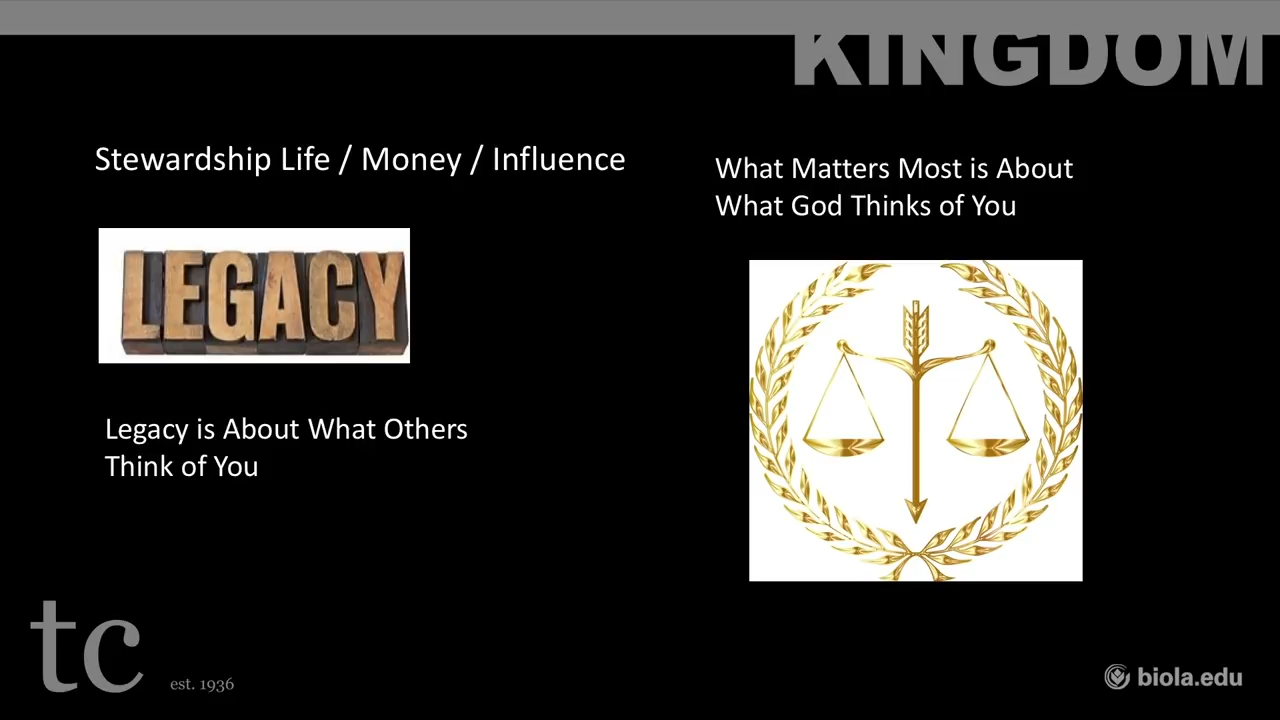 KINGDOM
Stewardship Life / Money / Influence
LEGACY
Legacy is About What Others
Think of You
What Matters Most is About
What God Thinks of You
tc
est. 1936
biola.edu